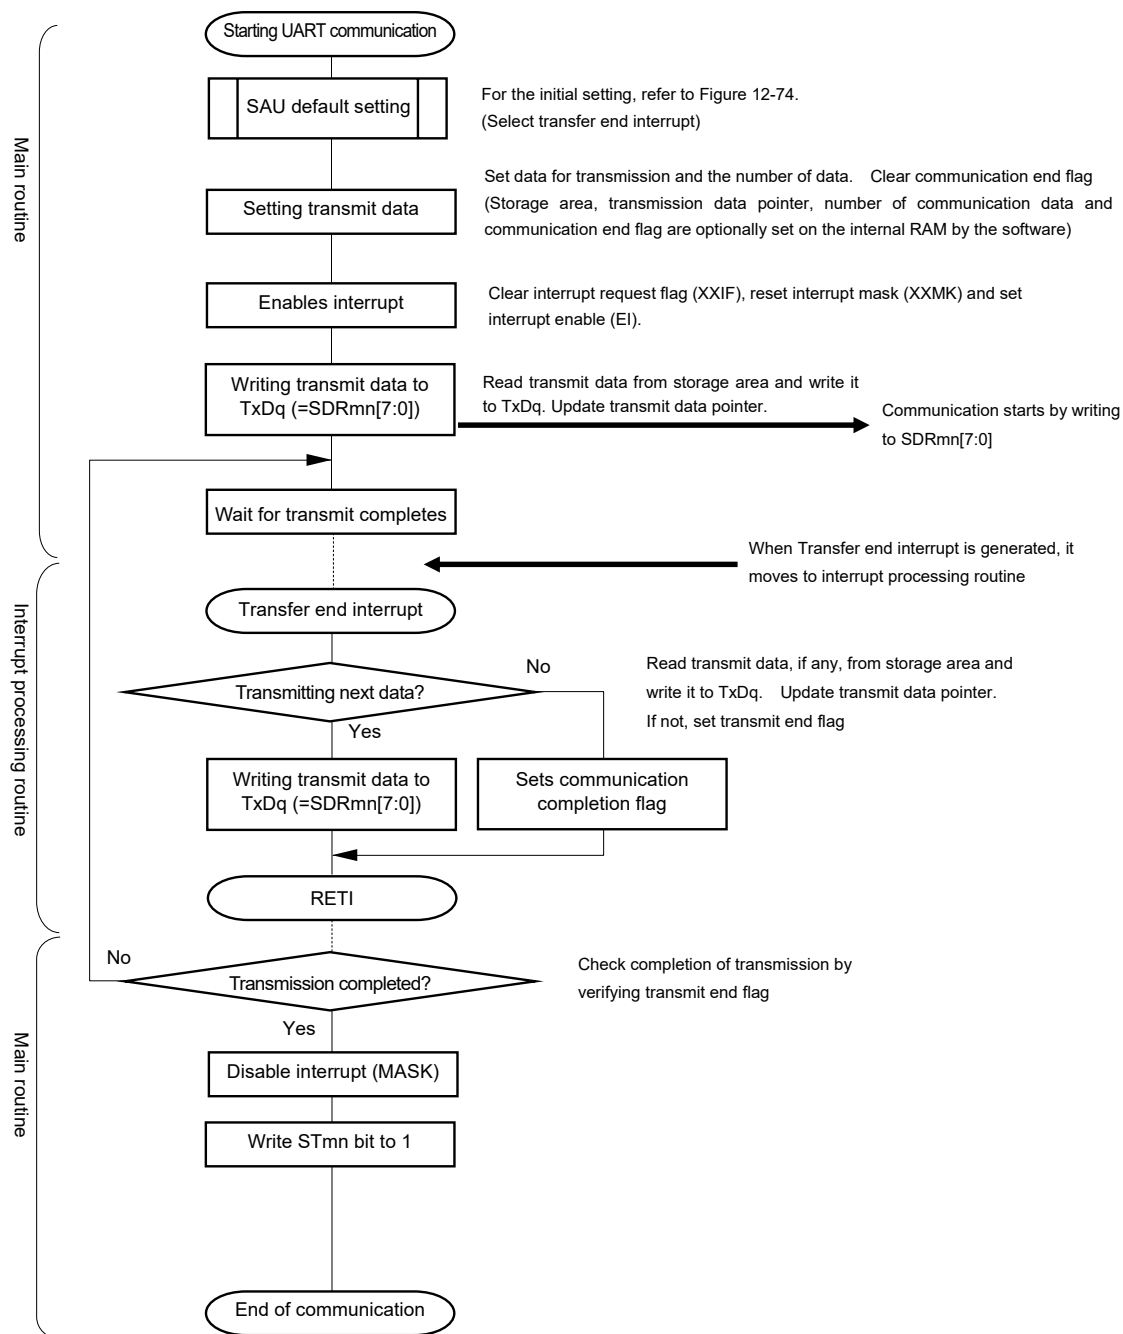 Starting UART communication
SAU default setting
For the initial setting, refer to Figure 12-74.
(Select transfer end interrupt)
Main routine
Setting transmit data
Set data for transmission and the number of data. Clear communication end flag
(Storage area, transmission data pointer, number of communication data and
communication end flag are optionally set on the internal RAM by the software)
Enables interrupt
Clear interrupt request flag (XXIF), reset interrupt mask (XXMK) and set
interrupt enable (EI).
Writing transmit data to
TxDq (=SDRmn[7:0])
Read transmit data from storage area and write it
to TxDq. Update transmit data pointer.
Communication starts by writing
to SDRmn[7:0]
Wait for transmit completes
When Transfer end interrupt is generated, it
moves to interrupt processing routine
Interrupt processing routine
Transfer end interrupt
Transmitting next data?
No
Yes
Read transmit data, if any, from storage area and
write it to TxDq. Update transmit data pointer.
If not, set transmit end flag
Writing transmit data to
TxDq (=SDRmn[7:0])
Sets communication
completion flag
RETI
No
Transmission completed?
Yes
Check completion of transmission by
verifying transmit end flag
Main routine
Disable interrupt (MASK)
Write STmn bit to 1
End of communication